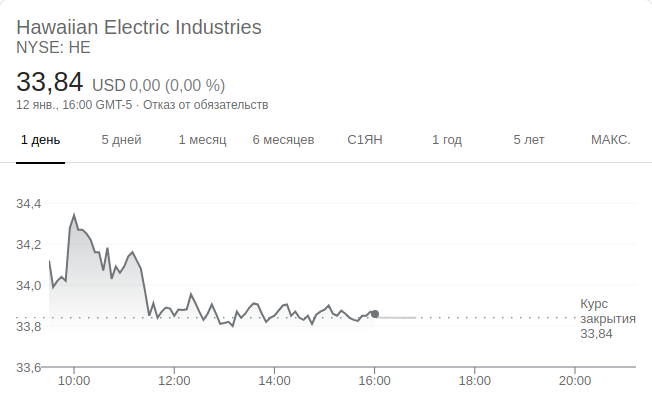 Hawaiian Electric Industries
NYSE: HE
33,84 USD 0,00 (0,00 %)
12 янв., 16:00 GMT-5 · Отказ от обязательств
1 день 5 дней 1 месяц 6 месяцев С1ЯН 1 год 5 лет МАКС.
34,4
34,2
34,0
33,8
33,6
Курс
закрытия
33,84
10:00 12:00 14:00 16:00 18:00 20:00